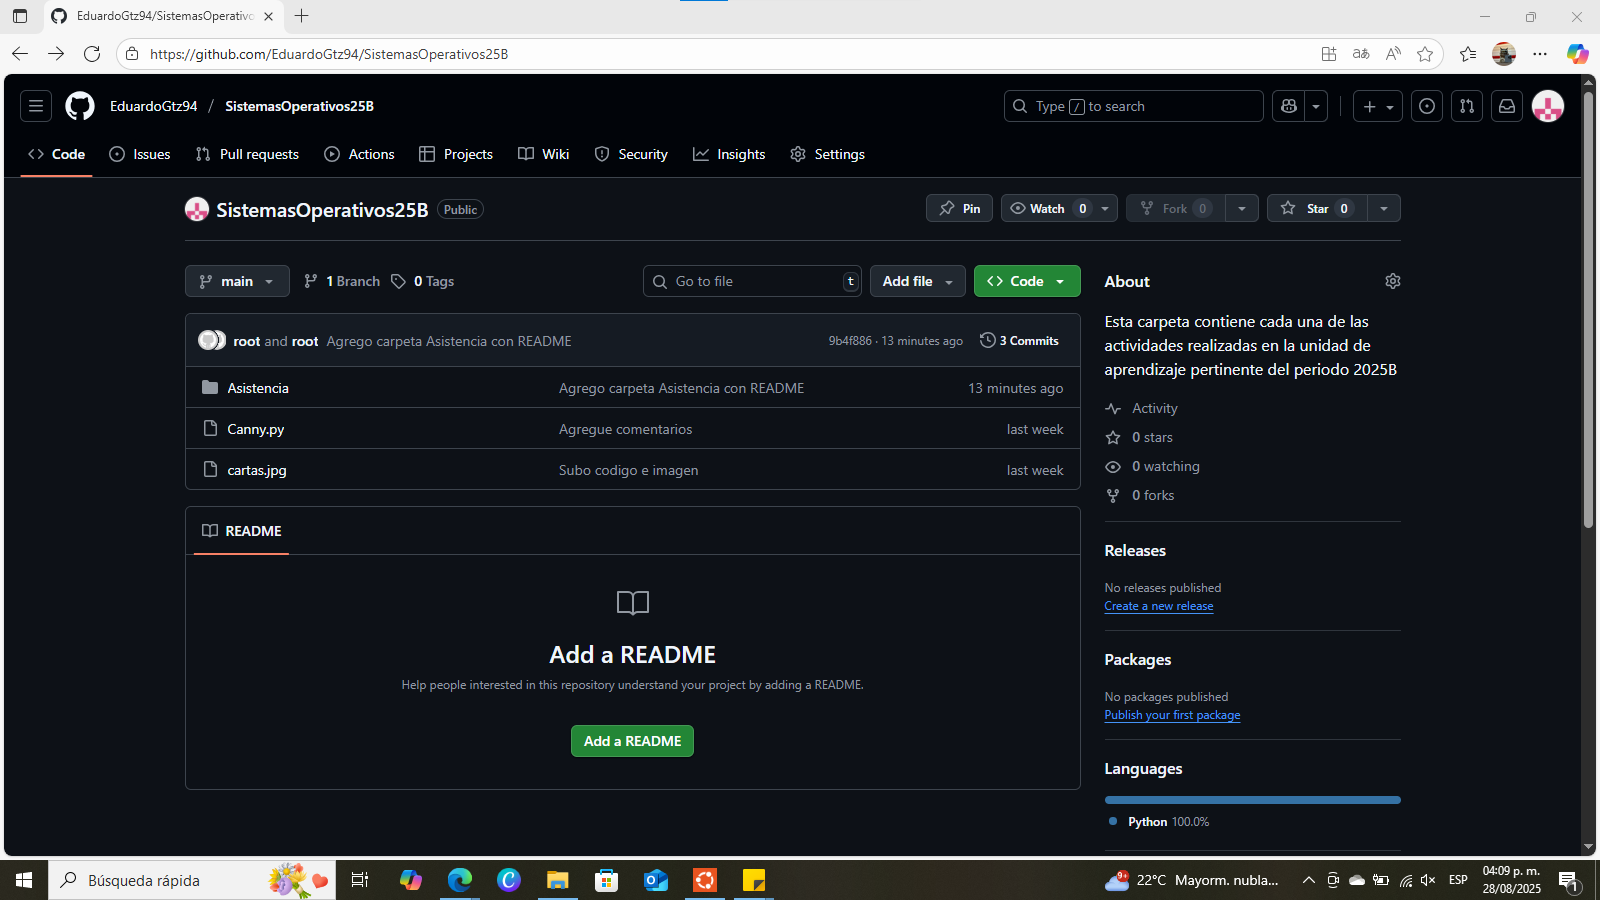 EduardoGtz94/SistemasOperativo
https://github.com/EduardoGtz94/SistemasOperativos25B
EduardoGtz94 / SistemasOperativos25B
Type / to search
Code
Issues
Pull requests
Actions
Projects
Wiki
Security
Insights
Settings
SistemasOperativos25B Public
Pin
Watch 0
Fork 0
Star 0
main
1 Branch
0 Tags
Go to file t
Add file
Code
root and root Agrego carpeta Asistencia con README
9b4f886 · 13 minutes ago
3 Commits
Asistencia Agrego carpeta Asistencia con README 13 minutes ago
Canny.py Agregue comentarios last week
cartas.jpg Subo codigo e imagen last week
README
Add a README
Help people interested in this repository understand your project by adding a README.
Add a README
About
Esta carpeta contiene cada una de las
actividades realizadas en la unidad de
aprendizaje pertinente del periodo 2025B
Activity
0 stars
0 watching
0 forks
Releases
No releases published
Create a new release
Packages
No packages published
Publish your first package
Languages
Python 100.0%
Búsqueda rápida
9+
22°C Mayorm. nubla...
ESP
04:09 p. m.
28/08/2025
1